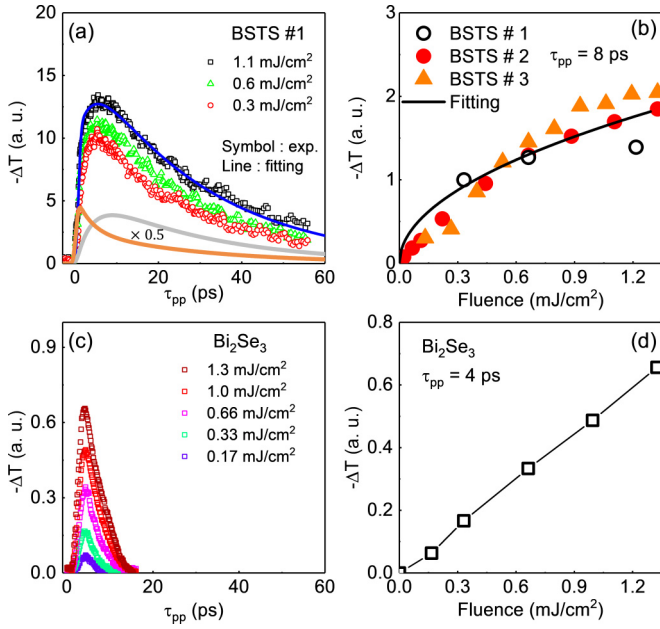 (a)
BSTS #1
1.1 mJ/cm²
0.6 mJ/cm²
0.3 mJ/cm²
Symbol : exp.
Line : fitting
× 0.5
20
15
10
5
0
-ΔT (a. u.)
0 20 40 60
τpp (ps)
(b)
BSTS # 1
BSTS # 2
BSTS # 3
Fitting
τpp = 8 ps
3
2
1
0
-ΔT (a. u.)
0.0 0.3 0.6 0.9 1.2
Fluence (mJ/cm²)
(c)
Bi₂Se₃
1.3 mJ/cm²
1.0 mJ/cm²
0.66 mJ/cm²
0.33 mJ/cm²
0.17 mJ/cm²
0.9
0.6
0.3
0.0
-ΔT (a. u.)
0 20 40 60
τpp (ps)
(d)
Bi₂Se₃
τpp = 4 ps
0.8
0.6
0.4
0.2
0.0
-ΔT (a. u.)
0.0 0.3 0.6 0.9 1.2
Fluence (mJ/cm²)